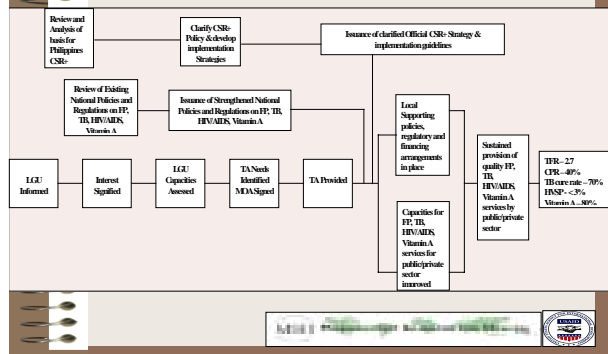 Review and
Analysis of
basis for
Philippines
CSR+
Clarify CSR+
Policy & develop
implementation
Strategies
Issuance of clarified Official CSR+ Strategy &
implementation guidelines
Review of Existing
National Policies and
Regulations on FP,
TB, HIV/AIDS,
Vitamin A
Issuance of Strengthened National
Policies and Regulations on FP, TB,
HIV/AIDS, Vitamin A
Local
Supporting
policies,
regulatory and
financing
arrangements
in place
LGU
Informed
Interest
Signified
LGU
Capacities
Assessed
TA Needs
Identified
MOA Signed
TA Provided
Capacities for
FP, TB,
HIV/AIDS,
Vitamin A
services for
public/private
sector
improved
Sustained
provision of
quality FP,
TB,
HIV/AIDS,
Vitamin A
services by
public/private
sector
TFR – 2.7
CPR – 40%
TB cure rate – 70%
HVSP - < 3%
Vitamin A – 80%
USAID